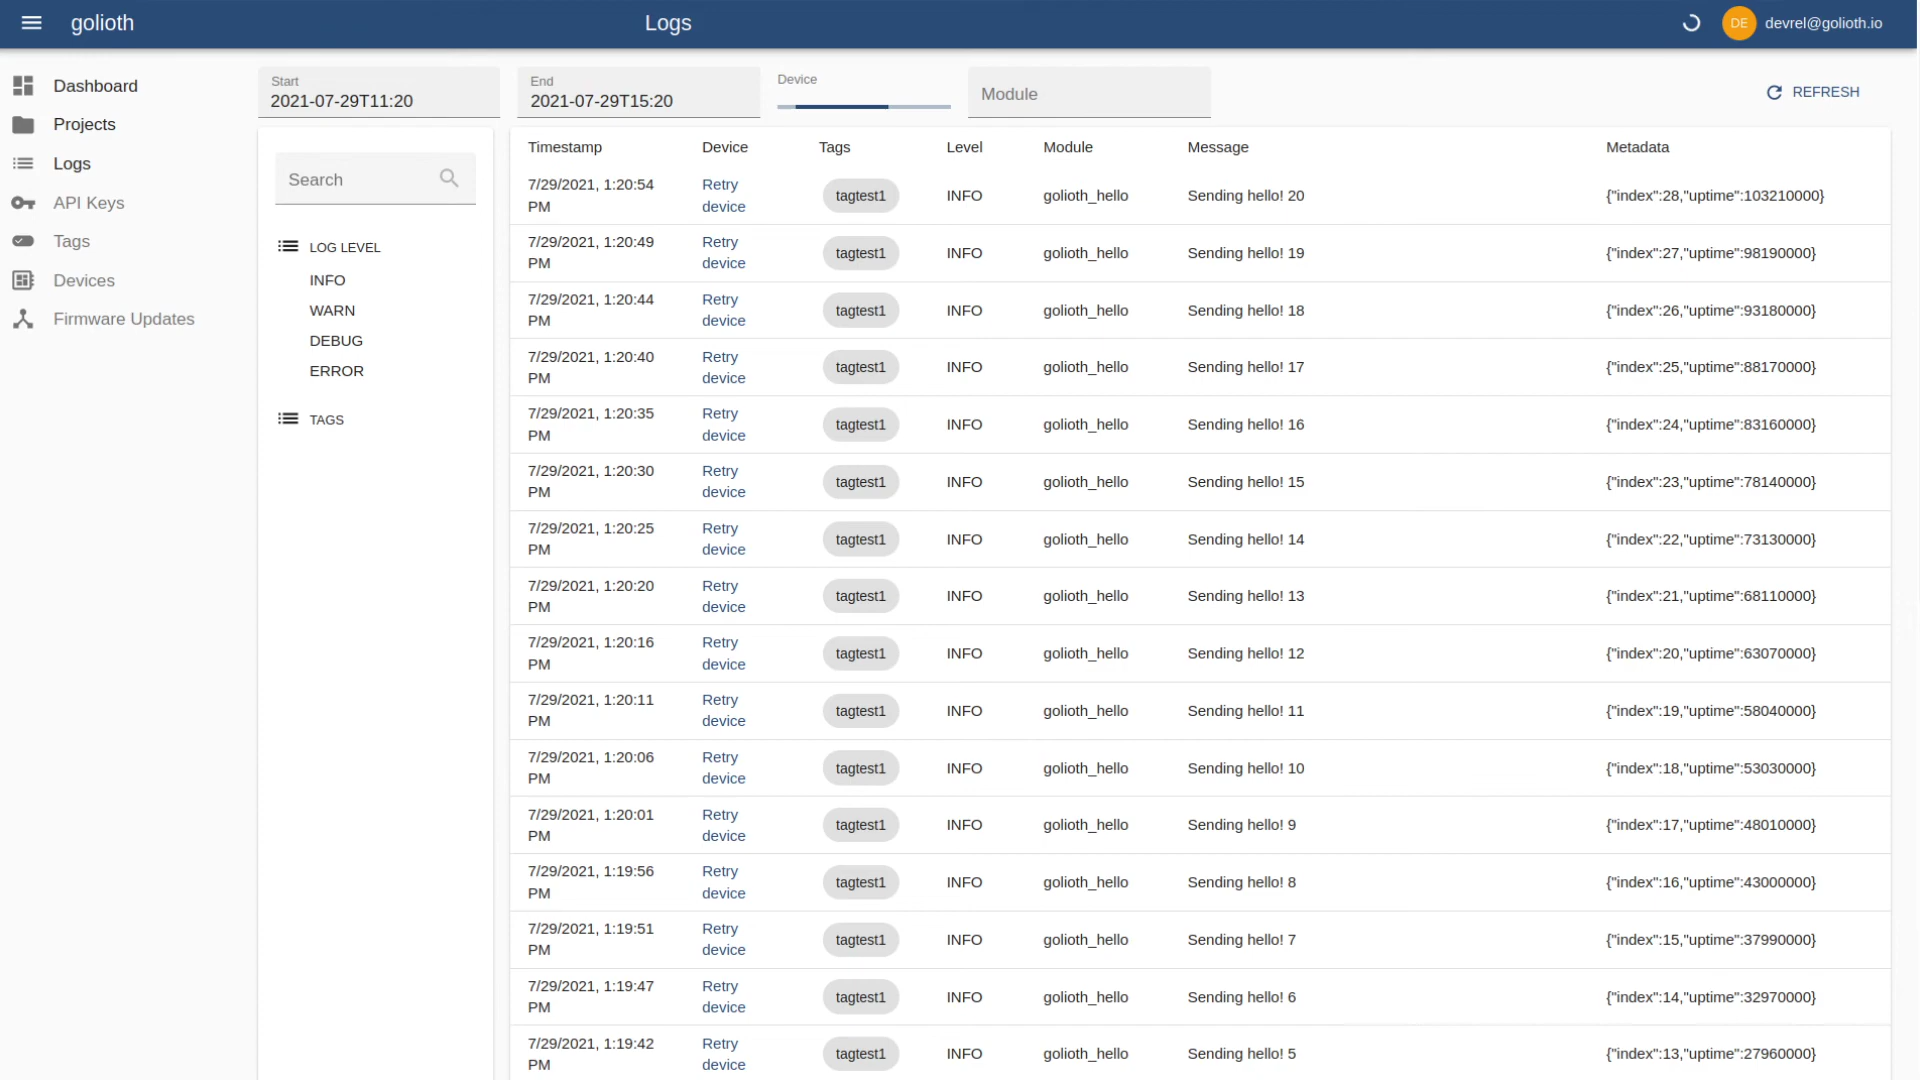 golioth
Logs
DE
devrel@golioth.io
Dashboard
Projects
Logs
API Keys
Tags
Devices
Firmware Updates
Start
2021-07-29T11:20
End
2021-07-29T15:20
Device
Module
REFRESH
Search
LOG LEVEL
INFO
WARN
DEBUG
ERROR
TAGS
Timestamp Device Tags Level Module Message Metadata
7/29/2021, 1:20:54 PM Retry device tagtest1 INFO golioth_hello Sending hello! 20 {"index":28,"uptime":103210000}
7/29/2021, 1:20:49 PM Retry device tagtest1 INFO golioth_hello Sending hello! 19 {"index":27,"uptime":98190000}
7/29/2021, 1:20:44 PM Retry device tagtest1 INFO golioth_hello Sending hello! 18 {"index":26,"uptime":93180000}
7/29/2021, 1:20:40 PM Retry device tagtest1 INFO golioth_hello Sending hello! 17 {"index":25,"uptime":88170000}
7/29/2021, 1:20:35 PM Retry device tagtest1 INFO golioth_hello Sending hello! 16 {"index":24,"uptime":83160000}
7/29/2021, 1:20:30 PM Retry device tagtest1 INFO golioth_hello Sending hello! 15 {"index":23,"uptime":78140000}
7/29/2021, 1:20:25 PM Retry device tagtest1 INFO golioth_hello Sending hello! 14 {"index":22,"uptime":73130000}
7/29/2021, 1:20:20 PM Retry device tagtest1 INFO golioth_hello Sending hello! 13 {"index":21,"uptime":68110000}
7/29/2021, 1:20:16 PM Retry device tagtest1 INFO golioth_hello Sending hello! 12 {"index":20,"uptime":63070000}
7/29/2021, 1:20:11 PM Retry device tagtest1 INFO golioth_hello Sending hello! 11 {"index":19,"uptime":58040000}
7/29/2021, 1:20:06 PM Retry device tagtest1 INFO golioth_hello Sending hello! 10 {"index":18,"uptime":53030000}
7/29/2021, 1:20:01 PM Retry device tagtest1 INFO golioth_hello Sending hello! 9 {"index":17,"uptime":48010000}
7/29/2021, 1:19:56 PM Retry device tagtest1 INFO golioth_hello Sending hello! 8 {"index":16,"uptime":43000000}
7/29/2021, 1:19:51 PM Retry device tagtest1 INFO golioth_hello Sending hello! 7 {"index":15,"uptime":37990000}
7/29/2021, 1:19:47 PM Retry device tagtest1 INFO golioth_hello Sending hello! 6 {"index":14,"uptime":32970000}
7/29/2021, 1:19:42 PM Retry device tagtest1 INFO golioth_hello Sending hello! 5 {"index":13,"uptime":27960000}